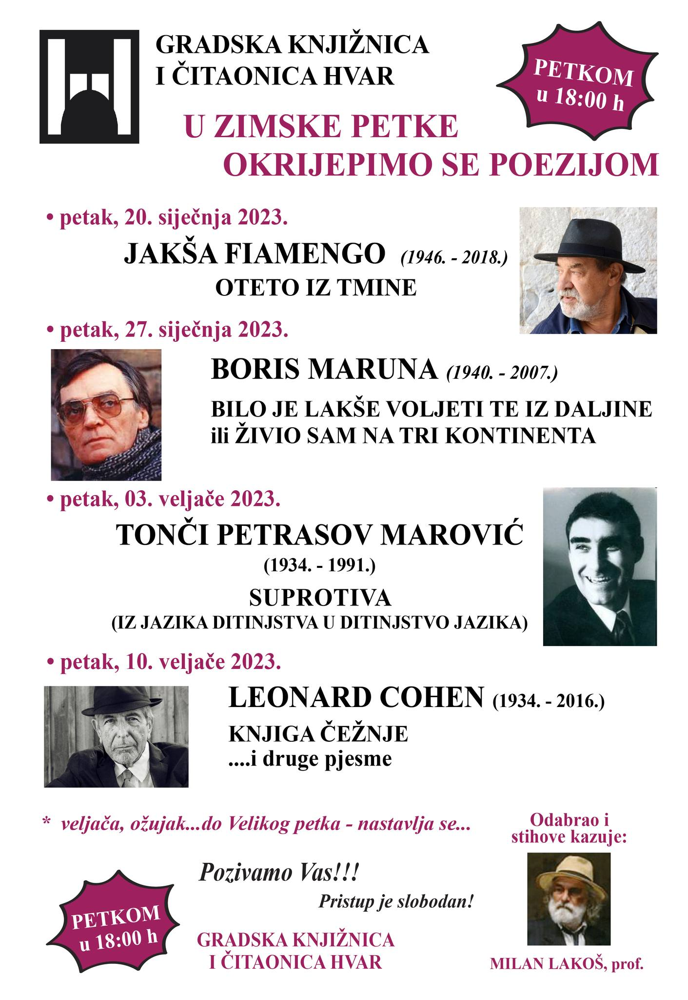 GRADSKA KNJIŽNICA
I ČITAONICA HVAR
PETKOM
u 18:00 h
U ZIMSKE PETKE
OKRIJEPIMO SE POEZIJOM
• petak, 20. siječnja 2023.
JAKŠA FIAMENGO (1946. - 2018.)
OTETO IZ TMINE
• petak, 27. siječnja 2023.
BORIS MARUNA (1940. - 2007.)
BILO JE LAKŠE VOLJETI TE IZ DALJINE
ili ŽIVIO SAM NA TRI KONTINENTA
• petak, 03. veljače 2023.
TONČI PETRASOV MAROVIĆ
(1934. - 1991.)
SUPROTIVA
(IZ JAZIKA DITINJSTVA U DITINJSTVO JAZIKA)
• petak, 10. veljače 2023.
LEONARD COHEN (1934. - 2016.)
KNJIGA ČEŽNJE
....i druge pjesme
* veljača, ožujak...do Velikog petka - nastavlja se...
Odabrao i
stihove kazuje:
Pozivamo Vas!!!
Pristup je slobodan!
PETKOM
u 18:00 h
GRADSKA KNJIŽNICA
I ČITAONICA HVAR
MILAN LAKOŠ, prof.